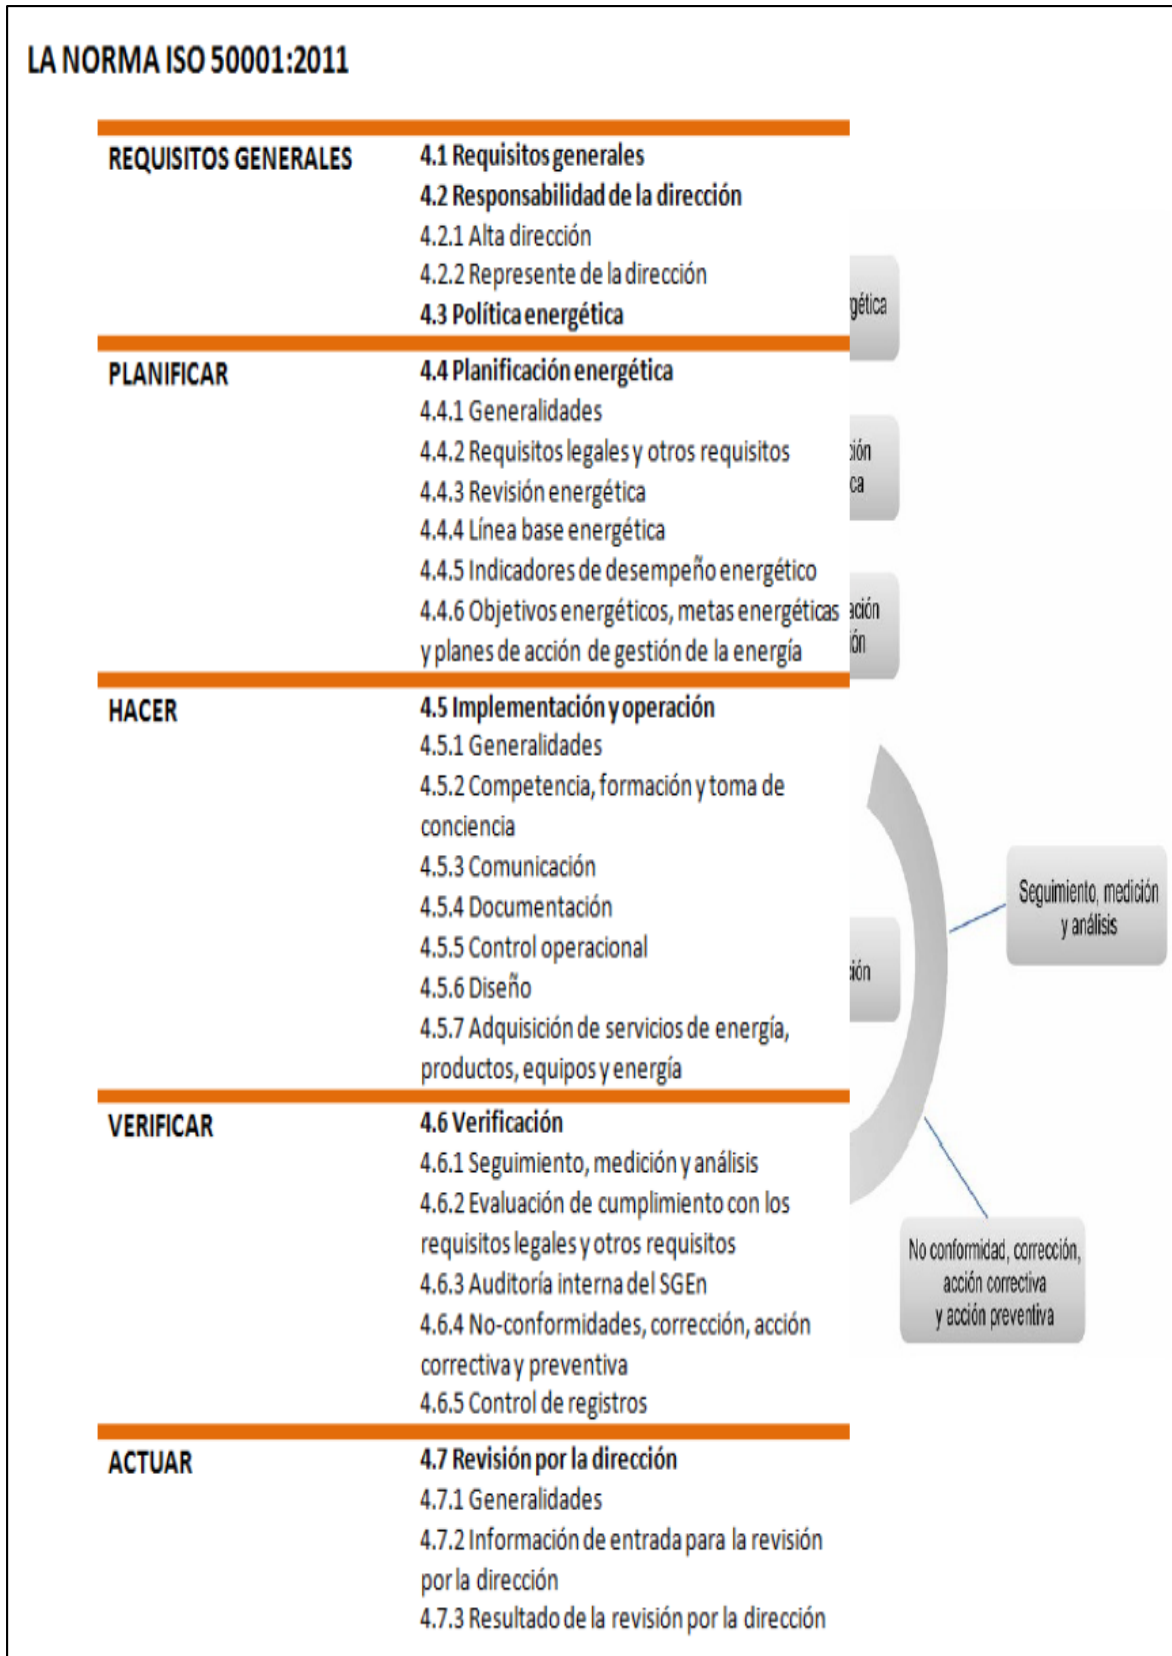 LA NORMA ISO 50001:2011
REQUISITOS GENERALES
4.1 Requisitos generales
4.2 Responsabilidad de la dirección
4.2.1 Alta dirección
4.2.2 Represente de la dirección
4.3 Política energética
PLANIFICAR
4.4 Planificación energética
4.4.1 Generalidades
4.4.2 Requisitos legales y otros requisitos
4.4.3 Revisión energética
4.4.4 Línea base energética
4.4.5 Indicadores de desempeño energético
4.4.6 Objetivos energéticos, metas energéticas
y planes de acción de gestión de la energía
HACER
4.5 Implementación y operación
4.5.1 Generalidades
4.5.2 Competencia, formación y toma de
conciencia
4.5.3 Comunicación
4.5.4 Documentación
4.5.5 Control operacional
4.5.6 Diseño
4.5.7 Adquisición de servicios de energía,
productos, equipos y energía
VERIFICAR
4.6 Verificación
4.6.1 Seguimiento, medición y análisis
4.6.2 Evaluación de cumplimiento con los
requisitos legales y otros requisitos
4.6.3 Auditoría interna del SGEn
4.6.4 No-conformidades, corrección, acción
correctiva y preventiva
4.6.5 Control de registros
ACTUAR
4.7 Revisión por la dirección
4.7.1 Generalidades
4.7.2 Información de entrada para la revisión
por la dirección
4.7.3 Resultado de la revisión por la dirección
Seguimiento, medición
y análisis
No conformidad, corrección,
acción correctiva
y acción preventiva